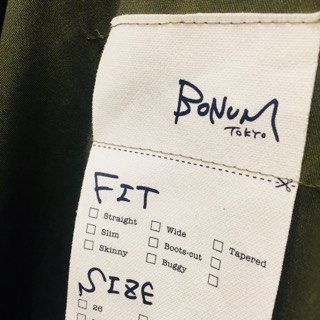 BONUM
TOKYO
FIT
Straight Wide
Slim Boots-cut Tapered
Skinny Buggy
SIZE
26